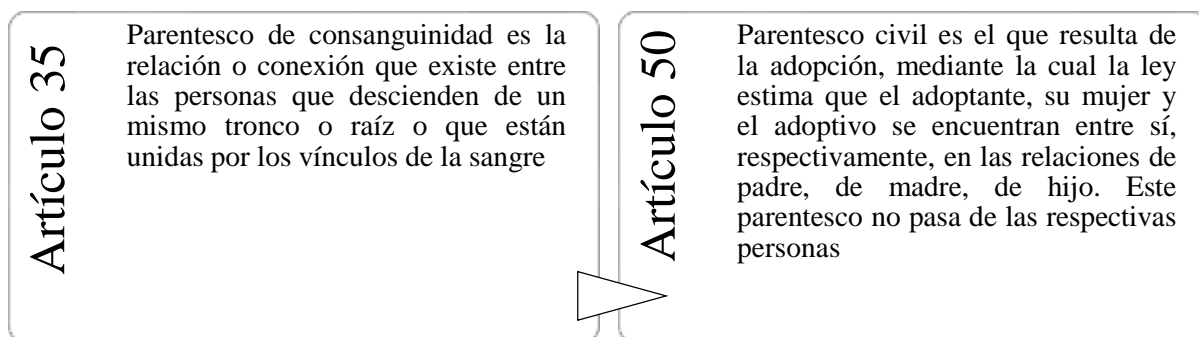 Artículo 35
Parentesco de consanguinidad es la
relación o conexión que existe entre
las personas que descienden de un
mismo tronco o raíz o que están
unidas por los vínculos de la sangre
Artículo 50
Parentesco civil es el que resulta de
la adopción, mediante la cual la ley
estima que el adoptante, su mujer y
el adoptivo se encuentran entre sí,
respectivamente, en las relaciones de
padre, de madre, de hijo. Este
parentesco no pasa de las respectivas
personas